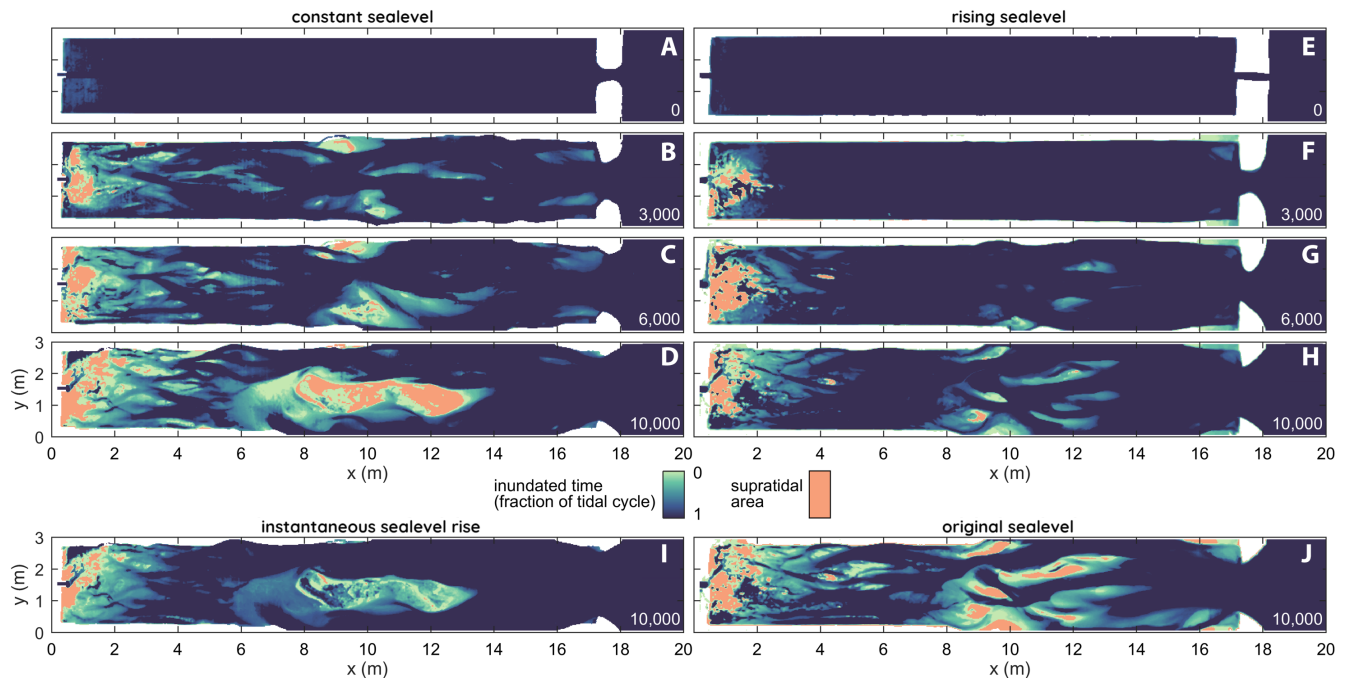 constant sealevel
rising sealevel
A
0
E
0
B
3,000
F
3,000
C
6,000
G
6,000
3
2
1
0
y (m)
D
10,000
H
10,000
0 2 4 6 8 10 12 14 16 18 20
2 4 6 8 10 12 14 16 18 20
x (m)
x (m)
inundated time
(fraction of tidal cycle)
0
1
supratidal
area
instantaneous sealevel rise
original sealevel
3
2
1
0
y (m)
I
10,000
J
10,000
0 2 4 6 8 10 12 14 16 18 20
2 4 6 8 10 12 14 16 18 20
x (m)
x (m)